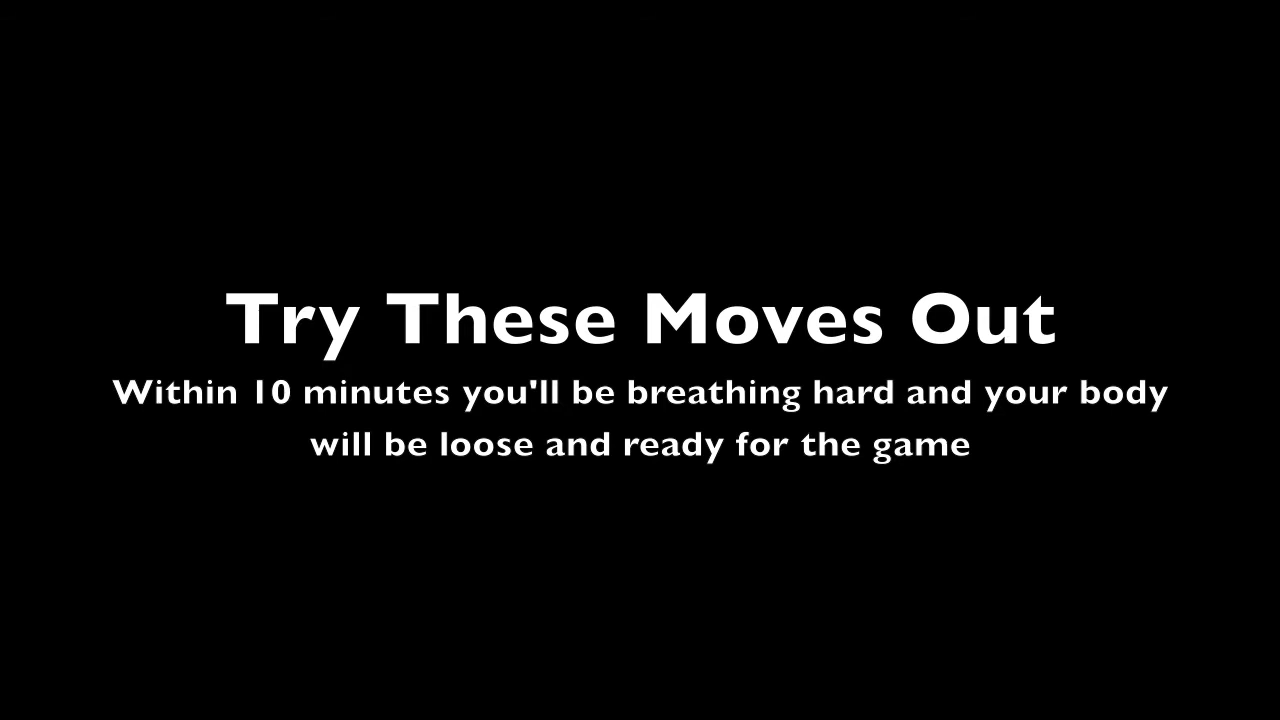 Try These Moves Out
Within 10 minutes you'll be breathing hard and your body
will be loose and ready for the game